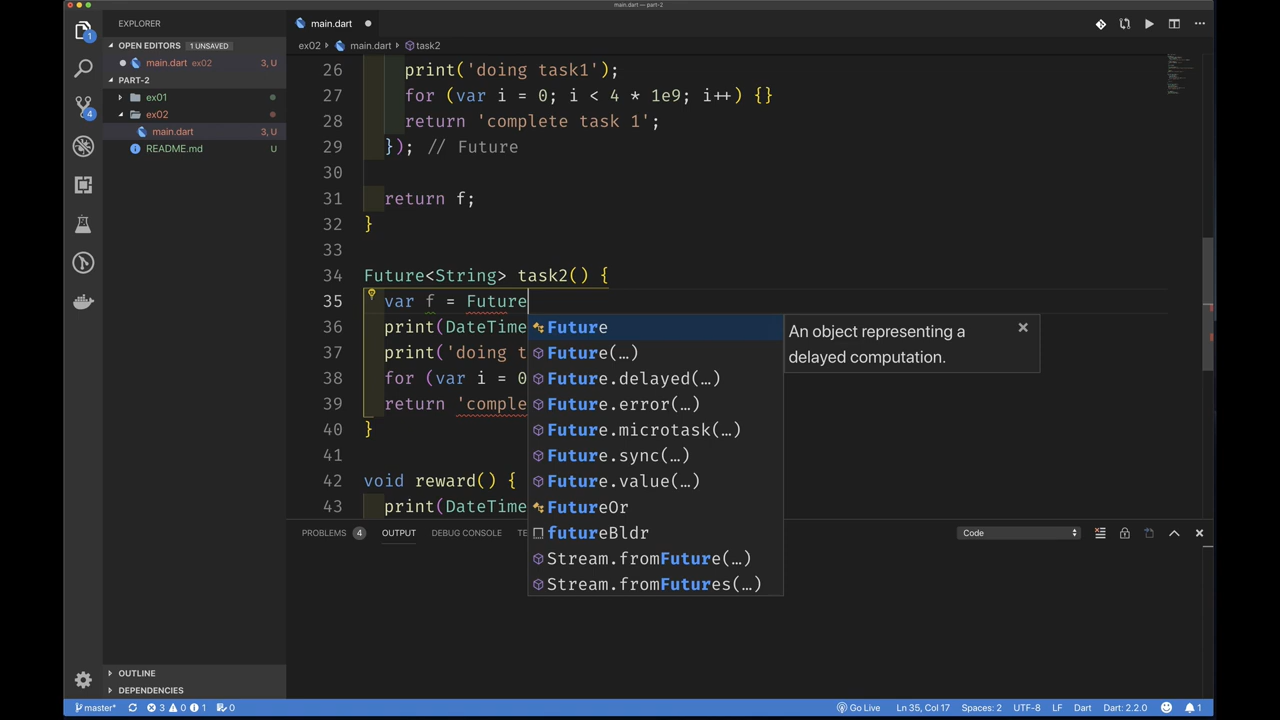 main.dart — part-2
EXPLORER
OPEN EDITORS 1 UNSAVED
main.dart ex02 3, U
PART-2
ex01
ex02
main.dart 3, U
README.md U
OUTLINE
DEPENDENCIES
main.dart
ex02 main.dart task2
26 print('doing task1');
27 for (var i = 0; i < 4 * 1e9; i++) {}
28 return 'complete task 1';
29 }); // Future
30
31 return f;
32 }
33
34 Future<String> task2() {
35 var f = Future
36 print(DateTime
37 print('doing t
38 for (var i = 0
39 return 'comple
40 }
41
42 void reward() {
43 print(DateTime
Future
Future(…)
Future.delayed(…)
Future.error(…)
Future.microtask(…)
Future.sync(…)
Future.value(…)
FutureOr
futureBldr
Stream.fromFuture(…)
Stream.fromFutures(…)
An object representing a
delayed computation.
PROBLEMS 4 OUTPUT DEBUG CONSOLE TE Code
1 4
master* 3 0 1 0 Go Live Ln 35, Col 17 Spaces: 2 UTF-8 LF Dart Dart: 2.2.0 1